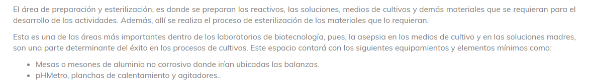 El área de preparación y esterilización, es donde se preparan los reactivos, las soluciones, medios de cultivos y demás materiales que se requieran para el
desarrollo de las actividades. Además, allí se realiza el proceso de esterilización de los materiales que lo requieran.
Esta es una de las áreas más importantes dentro de los laboratorios de biotecnología, pues, la asepsia en los medios de cultivo y en las soluciones madres,
son una parte determinante del éxito en los procesos de cultivos. Este espacio contará con los siguientes equipamientos y elementos mínimos como:
• Mesas o mesones de aluminio no corrosivo donde irían ubicadas las balanzas.
• pHMetro, planchas de calentamiento y agitadores.